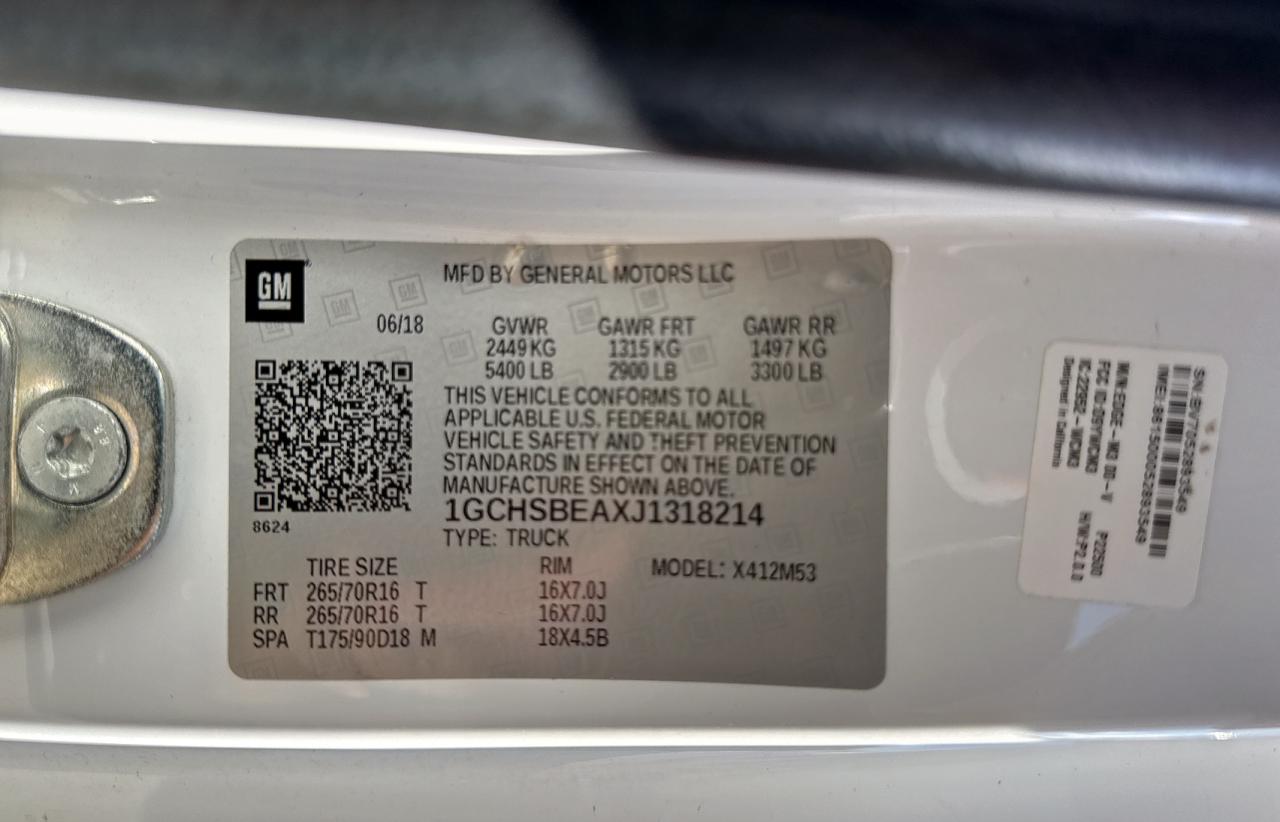 GM
MFD BY GENERAL MOTORS LLC
06/18
GVWR GAWR FRT GAWR RR
2449 KG 1315 KG 1497 KG
5400 LB 2900 LB 3300 LB
THIS VEHICLE CONFORMS TO ALL
APPLICABLE U.S. FEDERAL MOTOR
VEHICLE SAFETY AND THEFT PREVENTION
STANDARDS IN EFFECT ON THE DATE OF
MANUFACTURE SHOWN ABOVE.
1GCHSBEAXJ1318214
8624
TYPE: TRUCK
TIRE SIZE RIM MODEL: X412M53
FRT 265/70R16 T 16X7.0J
RR 265/70R16 T 16X7.0J
SPA T175/90D18 M 18X4.5B
Designed in California